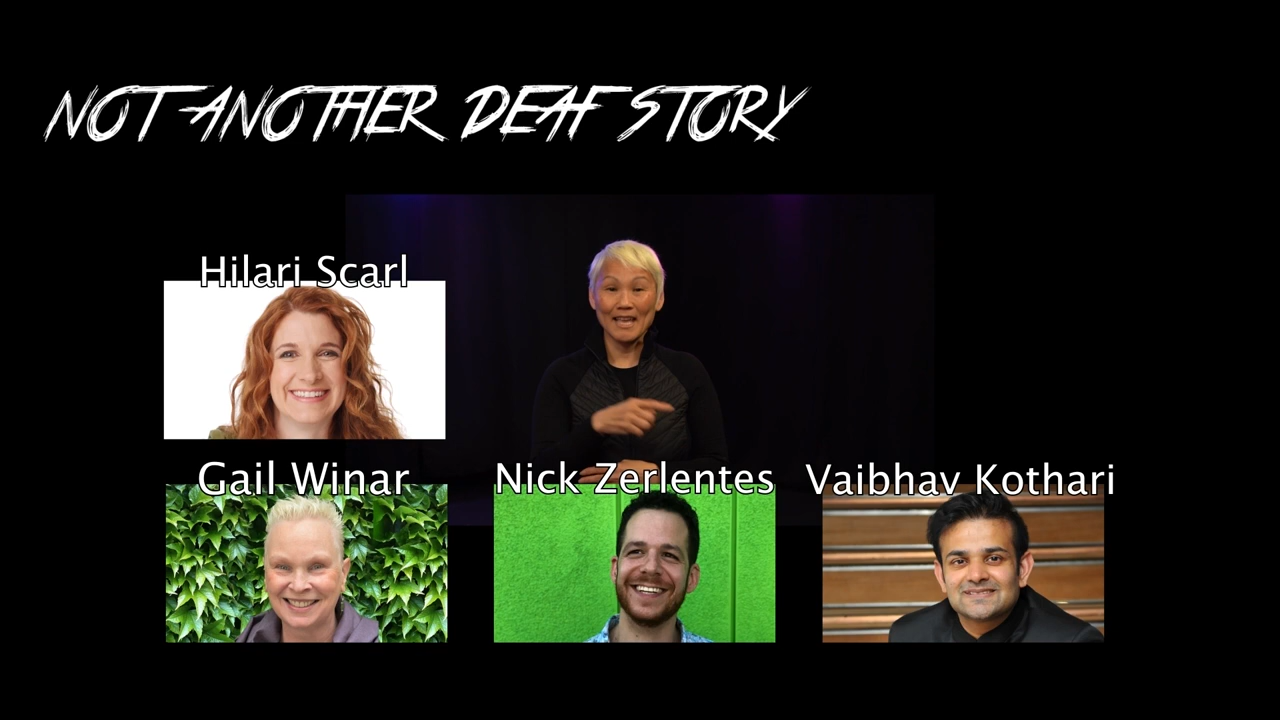 NOT ANOTHER DEAF STORY
Hilari Scarl
Gail Winar
Nick Zerlentes
Vaibhav Kothari